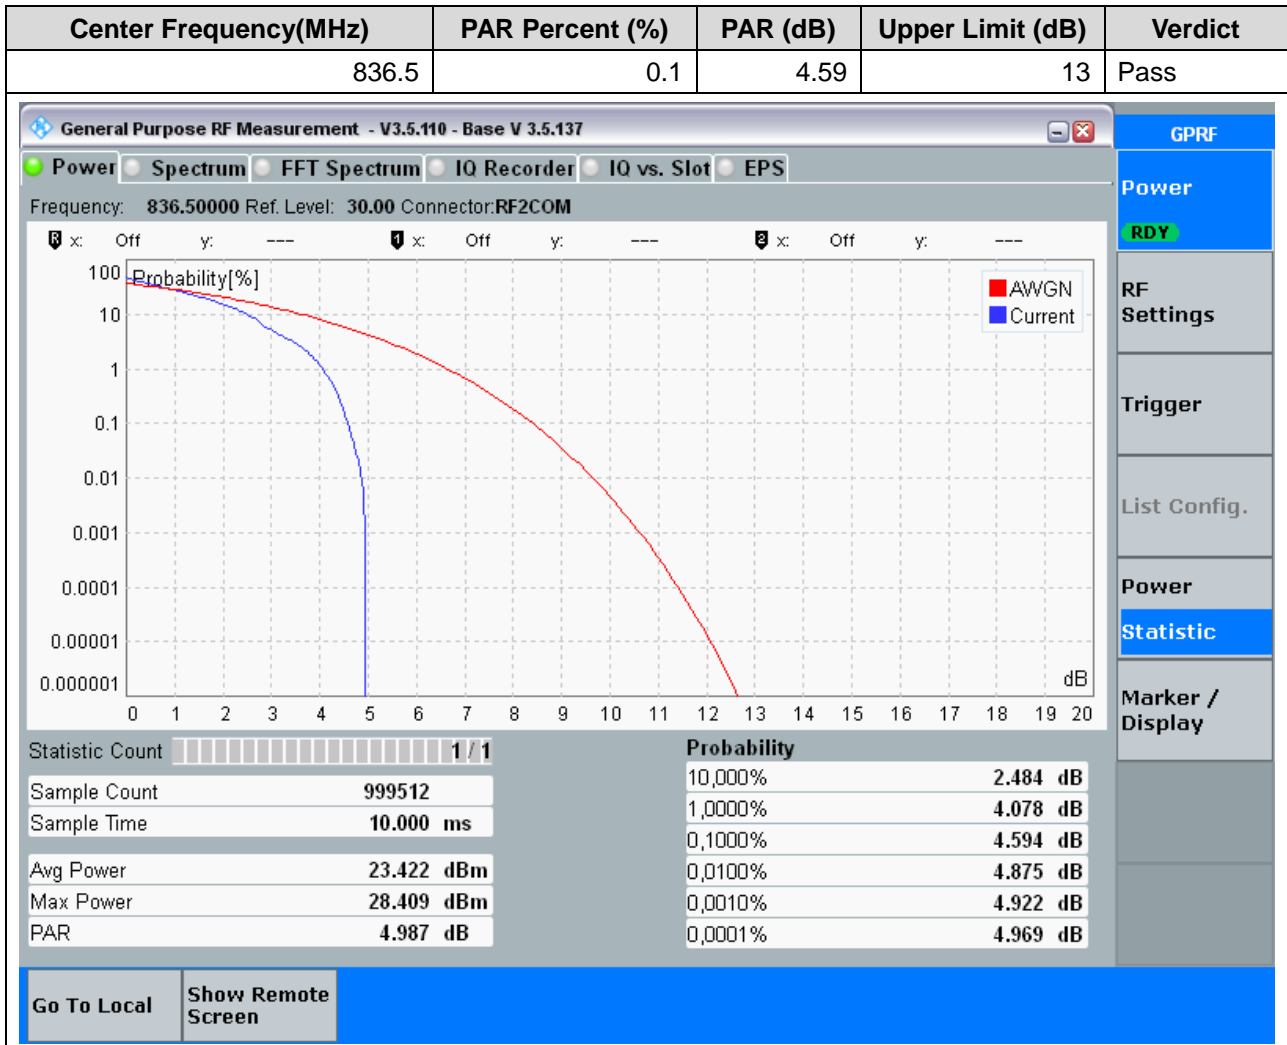 Center Frequency(MHz) PAR Percent (%) PAR (dB) Upper Limit (dB) Verdict
836.5 0.1 4.59 13 Pass
General Purpose RF Measurement - V3.5.110 - Base V 3.5.137
GPRF
Power Spectrum FFT Spectrum IQ Recorder IQ vs. Slot EPS
Power
RDY
Frequency: 836.50000 Ref. Level: 30.00 Connector:RF2COM
R x: Off y: --- 1 x: Off y: --- 2 x: Off y: ---
Probability[%]
AWGN
Current
100
10
1
0.1
0.01
0.001
0.0001
0.00001
0.000001
dB
0 1 2 3 4 5 6 7 8 9 10 11 12 13 14 15 16 17 18 19 20
RF
Settings
Trigger
List Config.
Power
Statistic
Marker /
Display
Statistic Count 1 / 1
Sample Count 999512
Sample Time 10.000 ms
Avg Power 23.422 dBm
Max Power 28.409 dBm
PAR 4.987 dB
Probability
10,000% 2.484 dB
1,0000% 4.078 dB
0,1000% 4.594 dB
0,0100% 4.875 dB
0,0010% 4.922 dB
0,0001% 4.969 dB
Go To Local
Show Remote
Screen